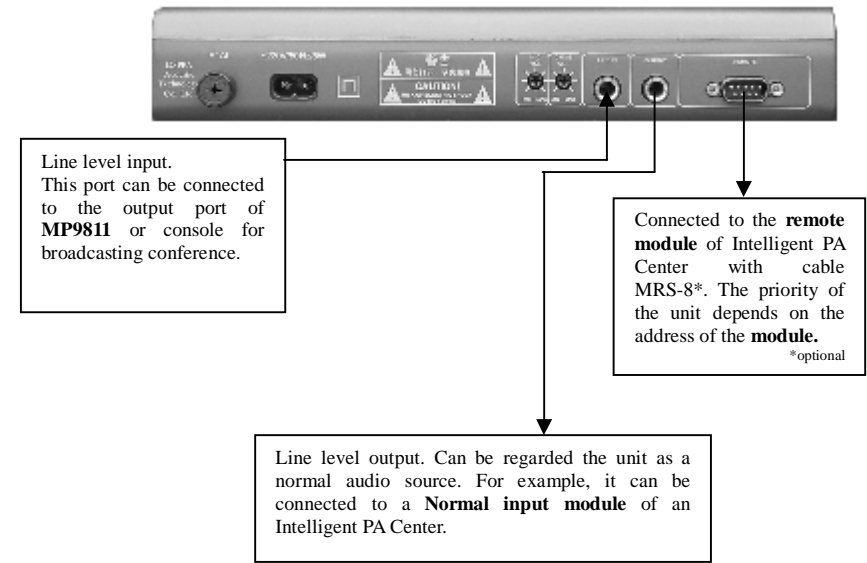 CAUTION!
Line level input.
This port can be connected
to the output port of
MP9811 or console for
broadcasting conference.
Connected to the remote
module of Intelligent PA
Center with cable
MRS-8*. The priority of
the unit depends on the
address of the module.
*optional
Line level output. Can be regarded the unit as a
normal audio source. For example, it can be
connected to a Normal input module of an
Intelligent PA Center.